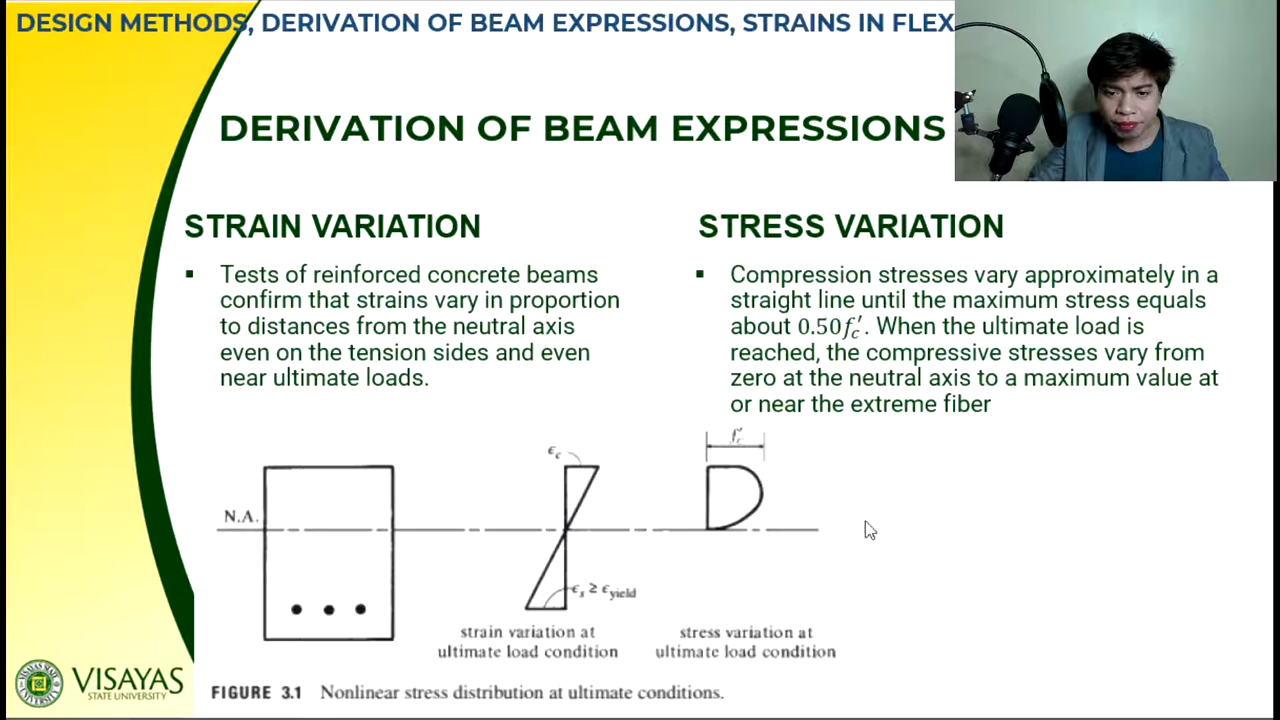 DESIGN METHODS, DERIVATION OF BEAM EXPRESSIONS, STRAINS IN FLEX
DERIVATION OF BEAM EXPRESSIONS
STRAIN VARIATION
▪ Tests of reinforced concrete beams
confirm that strains vary in proportion
to distances from the neutral axis
even on the tension sides and even
near ultimate loads.
STRESS VARIATION
▪ Compression stresses vary approximately in a
straight line until the maximum stress equals
about 0.50f′c. When the ultimate load is
reached, the compressive stresses vary from
zero at the neutral axis to a maximum value at
or near the extreme fiber
N.A.
ϵc
ϵs ≥ ϵyield
strain variation at
ultimate load condition
f′c
stress variation at
ultimate load condition
FIGURE 3.1 Nonlinear stress distribution at ultimate conditions.
VISAYAS
STATE UNIVERSITY